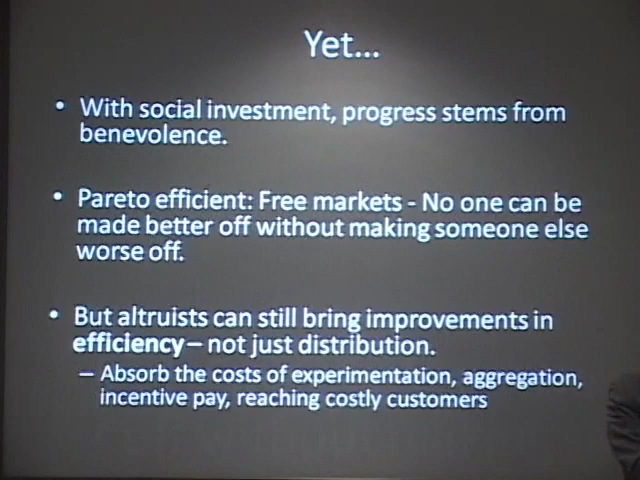 Yet...
• With social investment, progress stems from
benevolence.
• Pareto efficient: Free markets - No one can be
made better off without making someone else
worse off.
• But altruists can still bring improvements in
efficiency – not just distribution.
– Absorb the costs of experimentation, aggregation,
incentive pay, reaching costly customers